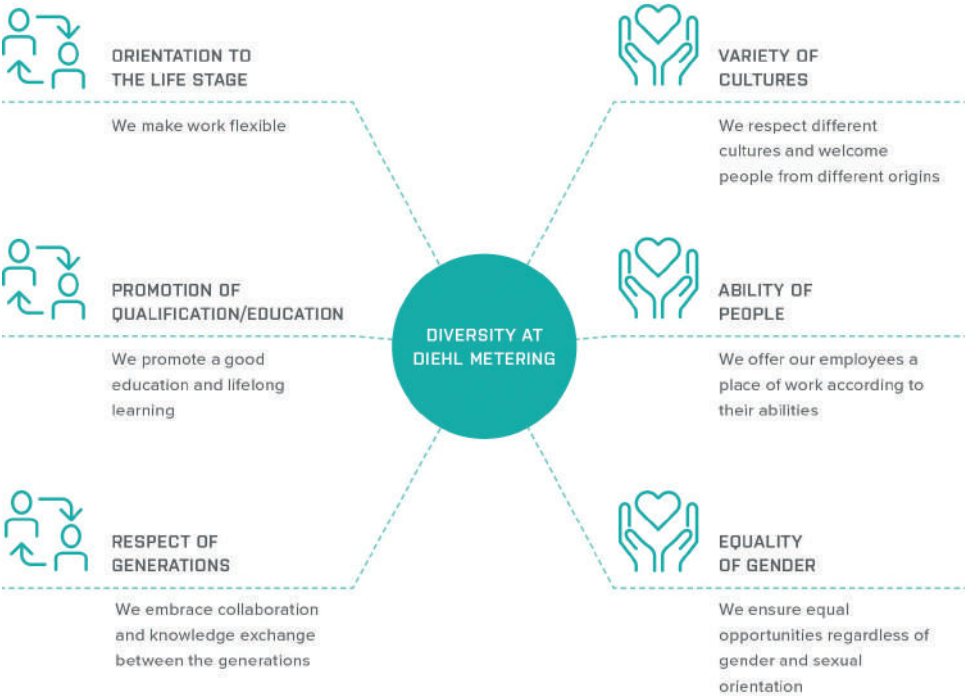 ORIENTATION TO
THE LIFE STAGE
We make work flexible
PROMOTION OF
QUALIFICATION/EDUCATION
We promote a good
education and lifelong
learning
RESPECT OF
GENERATIONS
We embrace collaboration
and knowledge exchange
between the generations
DIVERSITY AT
DIEHL METERING
VARIETY OF
CULTURES
We respect different
cultures and welcome
people from different origins
ABILITY OF
PEOPLE
We offer our employees a
place of work according to
their abilities
EQUALITY
OF GENDER
We ensure equal
opportunities regardless of
gender and sexual
orientation